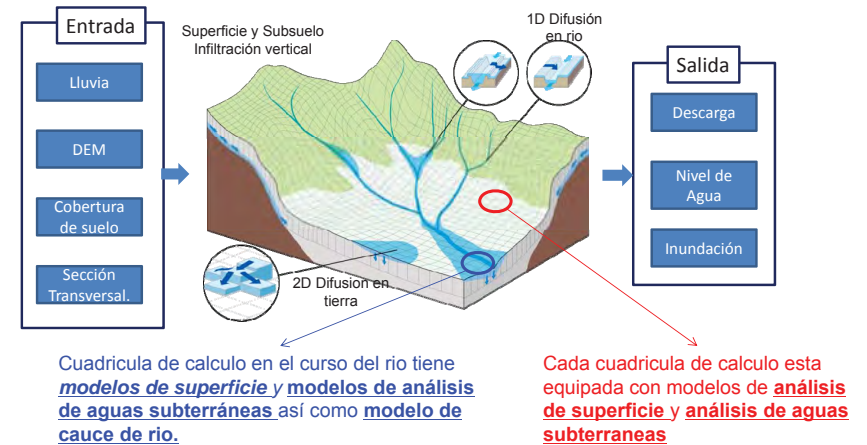 Entrada
Lluvia
DEM
Cobertura
de suelo
Sección
Transversal.
Superficie y Subsuelo
Infiltración vertical
1D Difusión
en rio
2D Difusion en
tierra
Salida
Descarga
Nivel de
Agua
Inundación
Cuadricula de calculo en el curso del rio tiene
modelos de superficie y modelos de análisis
de aguas subterráneas así como modelo de
cauce de rio.
Cada cuadricula de calculo esta
equipada con modelos de análisis
de superficie y análisis de aguas
subterraneas